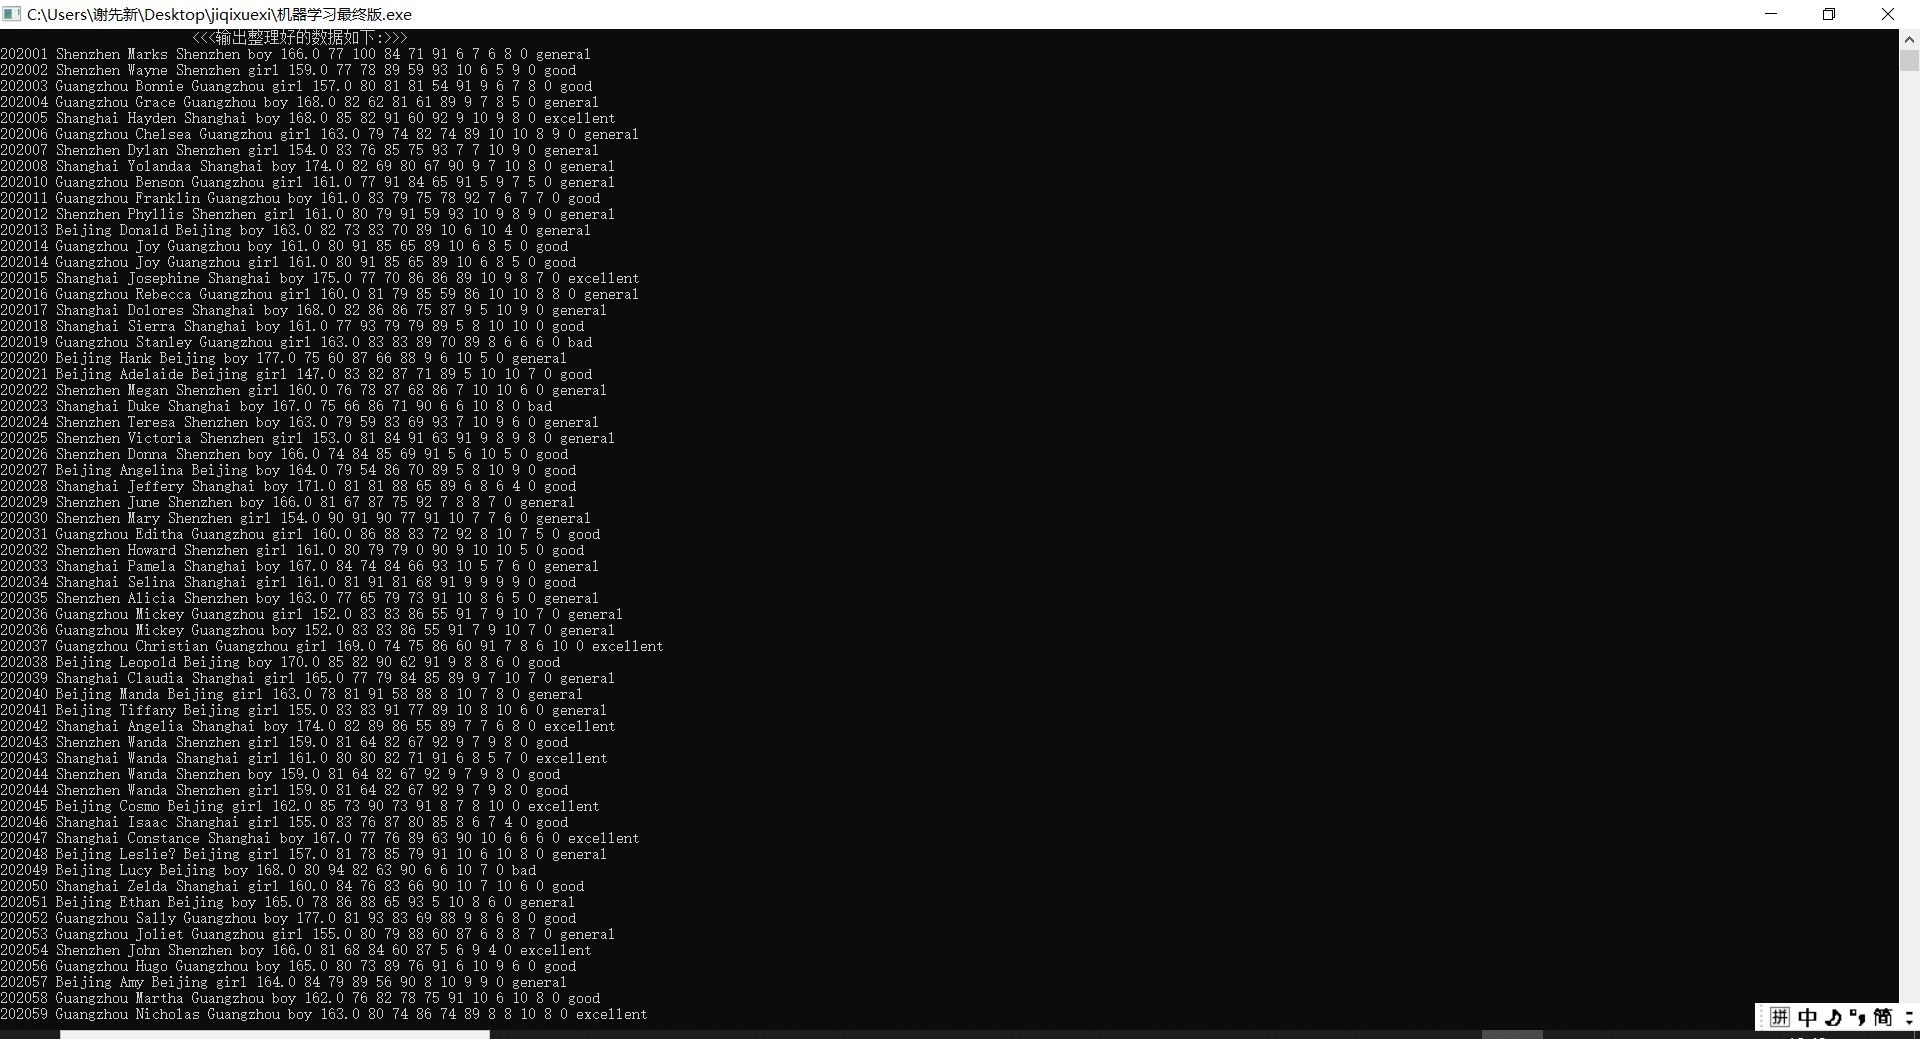 C:\Users\谢先新\Desktop\jiqixuexi\机器学习最终版.exe
<<<输出整理好的数据如下:>>>
202001 Shenzhen Marks Shenzhen boy 166.0 77 100 84 71 91 6 7 6 8 0 general
202002 Shenzhen Wayne Shenzhen girl 159.0 77 78 89 59 93 10 6 5 9 0 good
202003 Guangzhou Bonnie Guangzhou girl 157.0 80 81 81 54 91 9 6 7 8 0 good
202004 Guangzhou Grace Guangzhou boy 168.0 82 62 81 61 89 9 7 8 5 0 general
202005 Shanghai Hayden Shanghai boy 168.0 85 82 91 60 92 9 10 9 8 0 excellent
202006 Guangzhou Chelsea Guangzhou girl 163.0 79 74 82 74 89 10 10 8 9 0 general
202007 Shenzhen Dylan Shenzhen girl 154.0 83 76 85 75 93 7 7 10 9 0 general
202008 Shanghai Yolandaa Shanghai boy 174.0 82 69 80 67 90 9 7 10 8 0 general
202010 Guangzhou Benson Guangzhou girl 161.0 77 91 84 65 91 5 9 7 5 0 general
202011 Guangzhou Franklin Guangzhou boy 161.0 83 79 75 78 92 7 6 7 7 0 good
202012 Shenzhen Phyllis Shenzhen girl 161.0 80 79 91 59 93 10 9 8 9 0 general
202013 Beijing Donald Beijing boy 163.0 82 73 83 70 89 10 6 10 4 0 general
202014 Guangzhou Joy Guangzhou boy 161.0 80 91 85 65 89 10 6 8 5 0 good
202014 Guangzhou Joy Guangzhou girl 161.0 80 91 85 65 89 10 6 8 5 0 good
202015 Shanghai Josephine Shanghai boy 175.0 77 70 86 86 89 10 9 8 7 0 excellent
202016 Guangzhou Rebecca Guangzhou girl 160.0 81 79 85 59 86 10 10 8 8 0 general
202017 Shanghai Dolores Shanghai boy 168.0 82 86 86 75 87 9 5 10 9 0 general
202018 Shanghai Sierra Shanghai boy 161.0 77 93 79 79 89 5 8 10 10 0 good
202019 Guangzhou Stanley Guangzhou girl 163.0 83 83 89 70 89 8 6 6 6 0 bad
202020 Beijing Hank Beijing boy 177.0 75 60 87 66 88 9 6 10 5 0 general
202021 Beijing Adelaide Beijing girl 147.0 83 82 87 71 89 5 10 10 7 0 good
202022 Shenzhen Megan Shenzhen girl 160.0 76 78 87 68 86 7 10 10 6 0 general
202023 Shanghai Duke Shanghai boy 167.0 75 66 86 71 90 6 6 10 8 0 bad
202024 Shenzhen Teresa Shenzhen boy 163.0 79 59 83 69 93 7 10 9 6 0 general
202025 Shenzhen Victoria Shenzhen girl 153.0 81 84 91 63 91 9 8 9 8 0 general
202026 Shenzhen Donna Shenzhen boy 166.0 74 84 85 69 91 5 6 10 5 0 good
202027 Beijing Angelina Beijing boy 164.0 79 54 86 70 89 5 8 10 9 0 good
202028 Shanghai Jeffery Shanghai boy 171.0 81 81 88 65 89 6 8 6 4 0 good
202029 Shenzhen June Shenzhen boy 166.0 81 67 87 75 92 7 8 8 7 0 general
202030 Shenzhen Mary Shenzhen girl 154.0 90 91 90 77 91 10 7 7 6 0 general
202031 Guangzhou Editha Guangzhou girl 160.0 86 88 83 72 92 8 10 7 5 0 good
202032 Shenzhen Howard Shenzhen girl 161.0 80 79 79 0 90 9 10 10 5 0 good
202033 Shanghai Pamela Shanghai boy 167.0 84 74 84 66 93 10 5 7 6 0 general
202034 Shanghai Selina Shanghai girl 161.0 81 91 81 68 91 9 9 9 9 0 good
202035 Shenzhen Alicia Shenzhen boy 163.0 77 65 79 73 91 10 8 6 5 0 general
202036 Guangzhou Mickey Guangzhou girl 152.0 83 83 86 55 91 7 9 10 7 0 general
202036 Guangzhou Mickey Guangzhou boy 152.0 83 83 86 55 91 7 9 10 7 0 general
202037 Guangzhou Christian Guangzhou girl 169.0 74 75 86 60 91 7 8 6 10 0 excellent
202038 Beijing Leopold Beijing boy 170.0 85 82 90 62 91 9 8 8 6 0 good
202039 Shanghai Claudia Shanghai girl 165.0 77 79 84 85 89 9 7 10 7 0 general
202040 Beijing Manda Beijing girl 163.0 78 81 91 58 88 8 10 7 8 0 general
202041 Beijing Tiffany Beijing girl 155.0 83 83 91 77 89 10 8 10 6 0 general
202042 Shanghai Angelia Shanghai boy 174.0 82 89 86 55 89 7 7 6 8 0 excellent
202043 Shenzhen Wanda Shenzhen girl 159.0 81 64 82 67 92 9 7 9 8 0 good
202043 Shanghai Wanda Shanghai girl 161.0 80 80 82 71 91 6 8 5 7 0 excellent
202044 Shenzhen Wanda Shenzhen boy 159.0 81 64 82 67 92 9 7 9 8 0 good
202044 Shenzhen Wanda Shenzhen girl 159.0 81 64 82 67 92 9 7 9 8 0 good
202045 Beijing Cosmo Beijing girl 162.0 85 73 90 73 91 8 7 8 10 0 excellent
202046 Shanghai Isaac Shanghai girl 155.0 83 76 87 80 85 8 6 7 4 0 good
202047 Shanghai Constance Shanghai boy 167.0 77 76 89 63 90 10 6 6 6 0 excellent
202048 Beijing Leslie? Beijing girl 157.0 81 78 85 79 91 10 6 10 8 0 general
202049 Beijing Lucy Beijing boy 168.0 80 94 82 63 90 6 6 10 7 0 bad
202050 Shanghai Zelda Shanghai girl 160.0 84 76 83 66 90 10 7 10 6 0 good
202051 Beijing Ethan Beijing boy 165.0 78 86 88 65 93 5 10 8 6 0 general
202052 Guangzhou Sally Guangzhou boy 177.0 81 93 83 69 88 9 8 6 8 0 good
202053 Guangzhou Joliet Guangzhou girl 155.0 80 79 88 60 87 6 8 8 7 0 general
202054 Shenzhen John Shenzhen boy 166.0 81 68 84 60 87 5 6 9 4 0 excellent
202056 Guangzhou Hugo Guangzhou boy 165.0 80 73 89 76 91 6 10 9 6 0 good
202057 Beijing Amy Beijing girl 164.0 84 79 89 56 90 8 10 9 9 0 general
202058 Guangzhou Martha Guangzhou boy 162.0 76 82 78 75 91 10 6 10 8 0 good
202059 Guangzhou Nicholas Guangzhou boy 163.0 80 74 86 74 89 8 8 10 8 0 excellent
拼 中 简